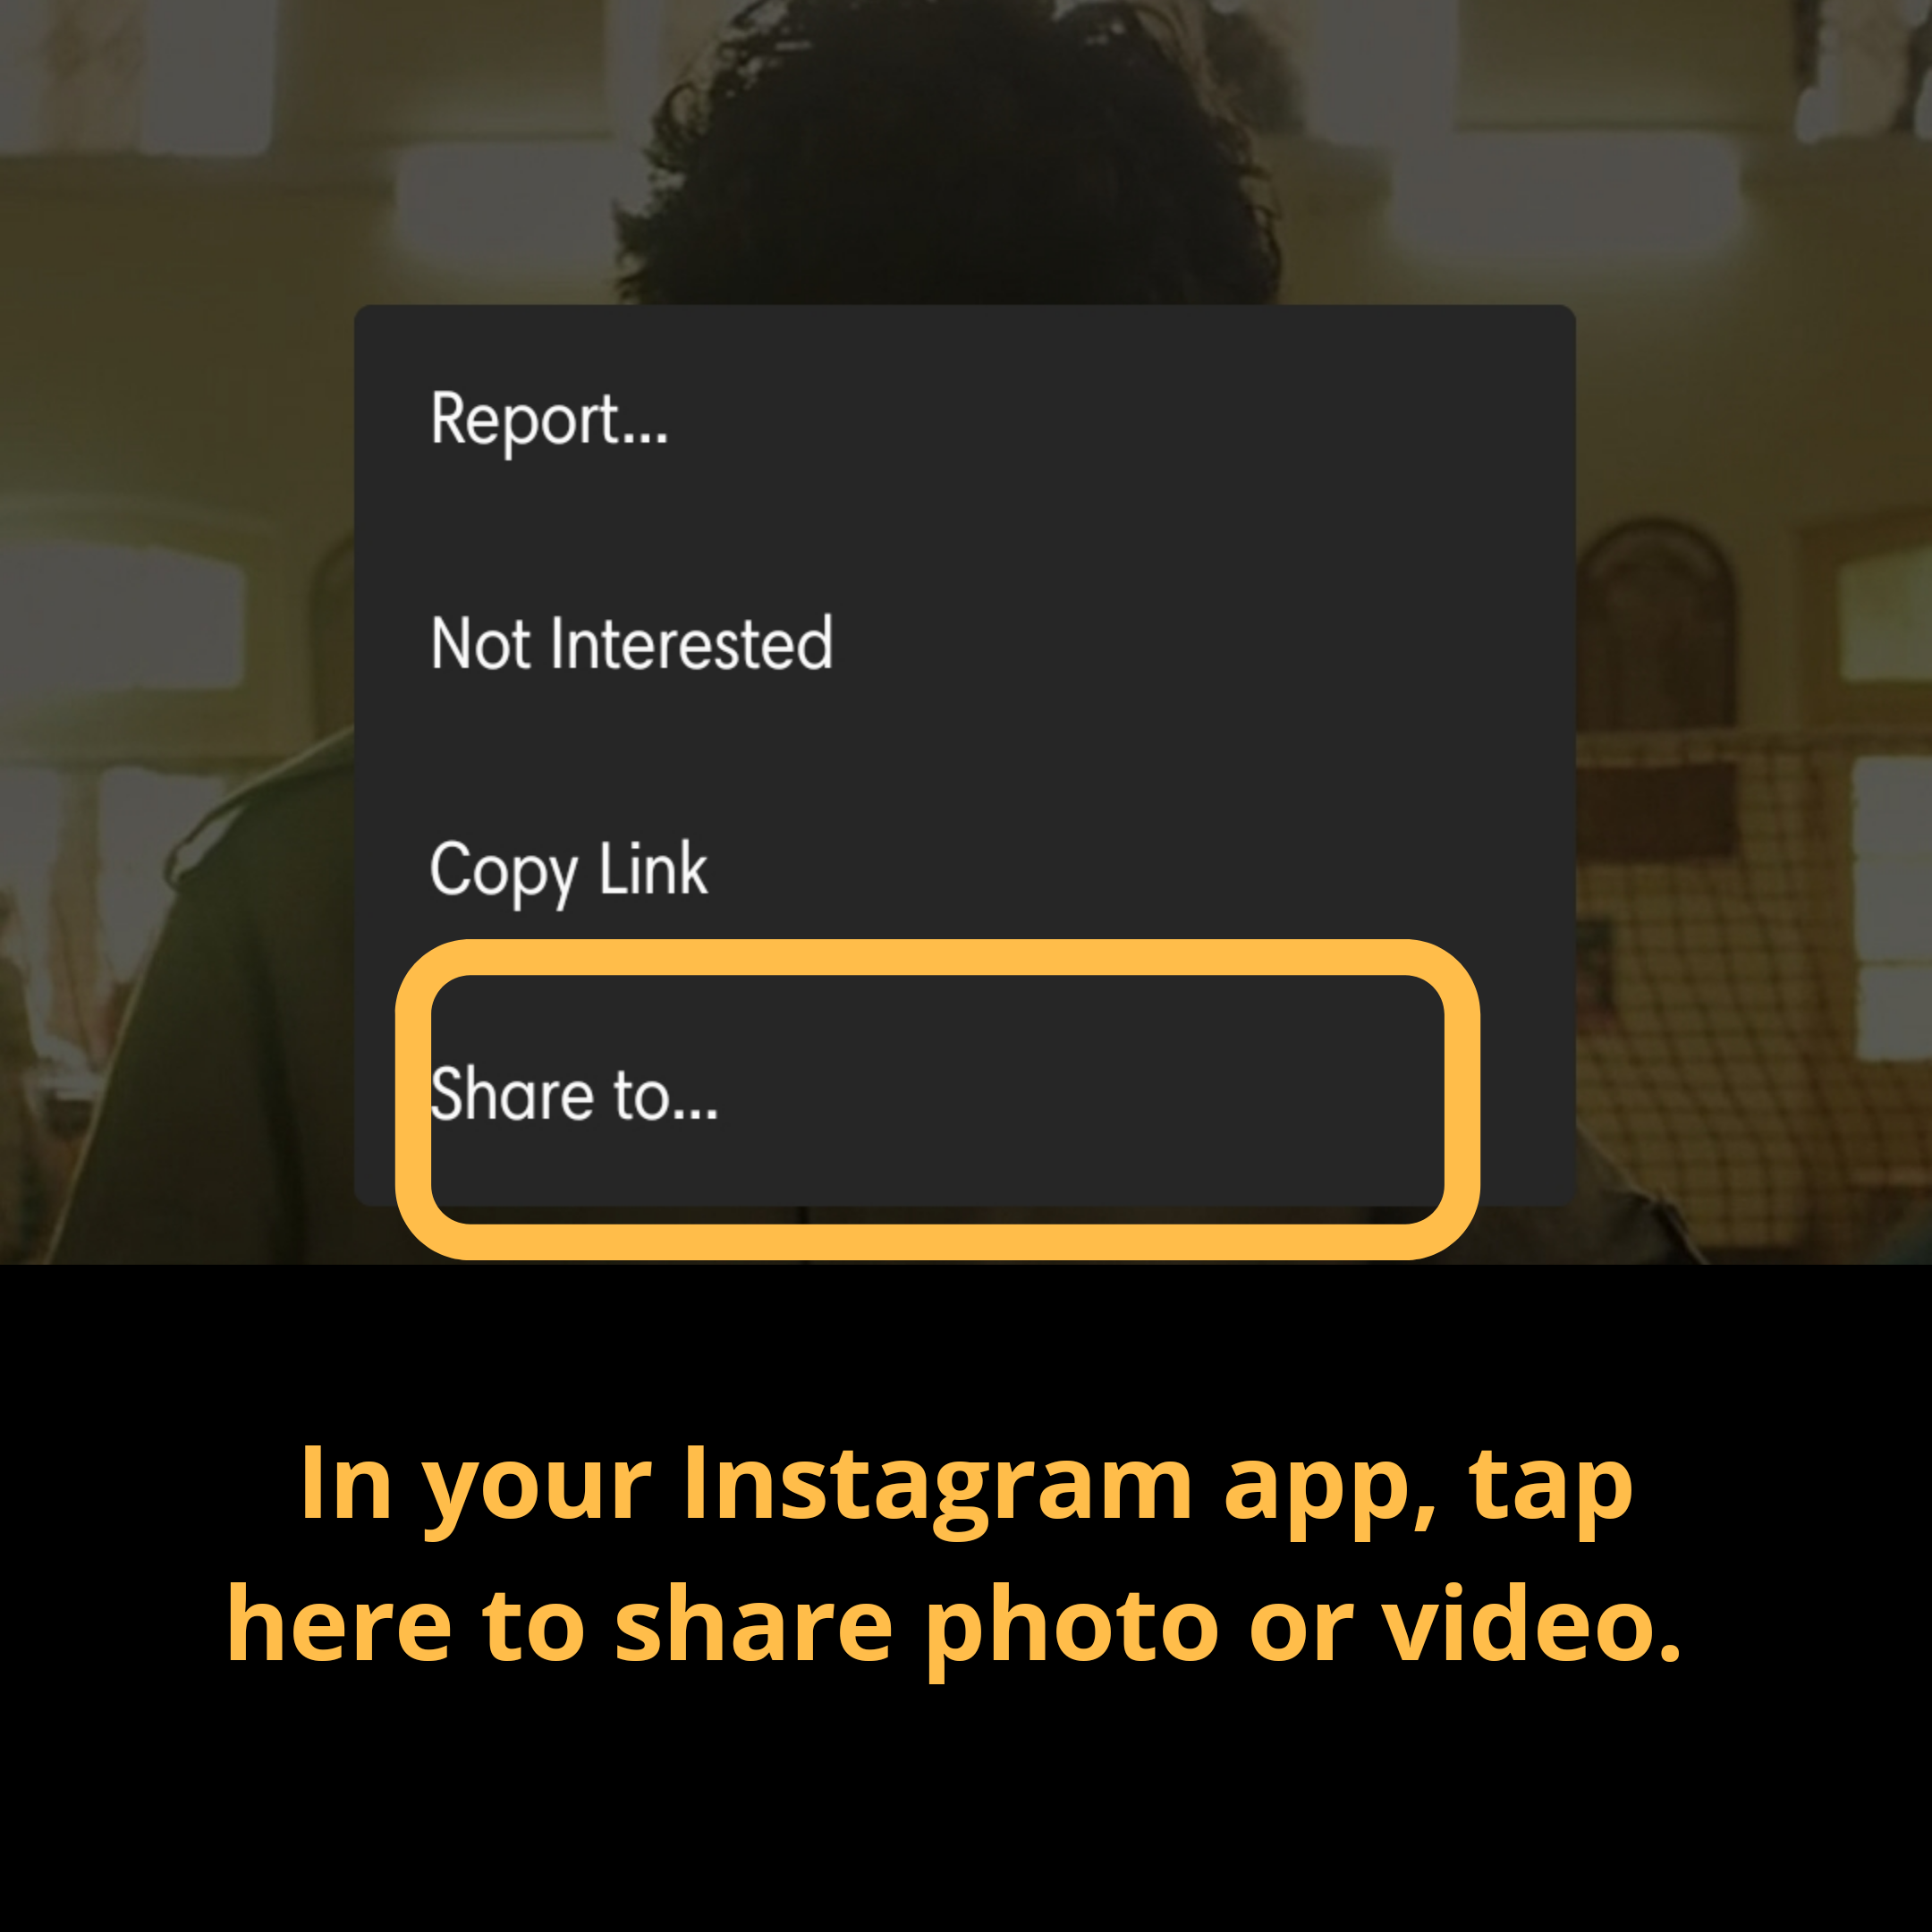 Report...
Not Interested
Copy Link
Share to...
In your Instagram app, tap
here to share photo or video.